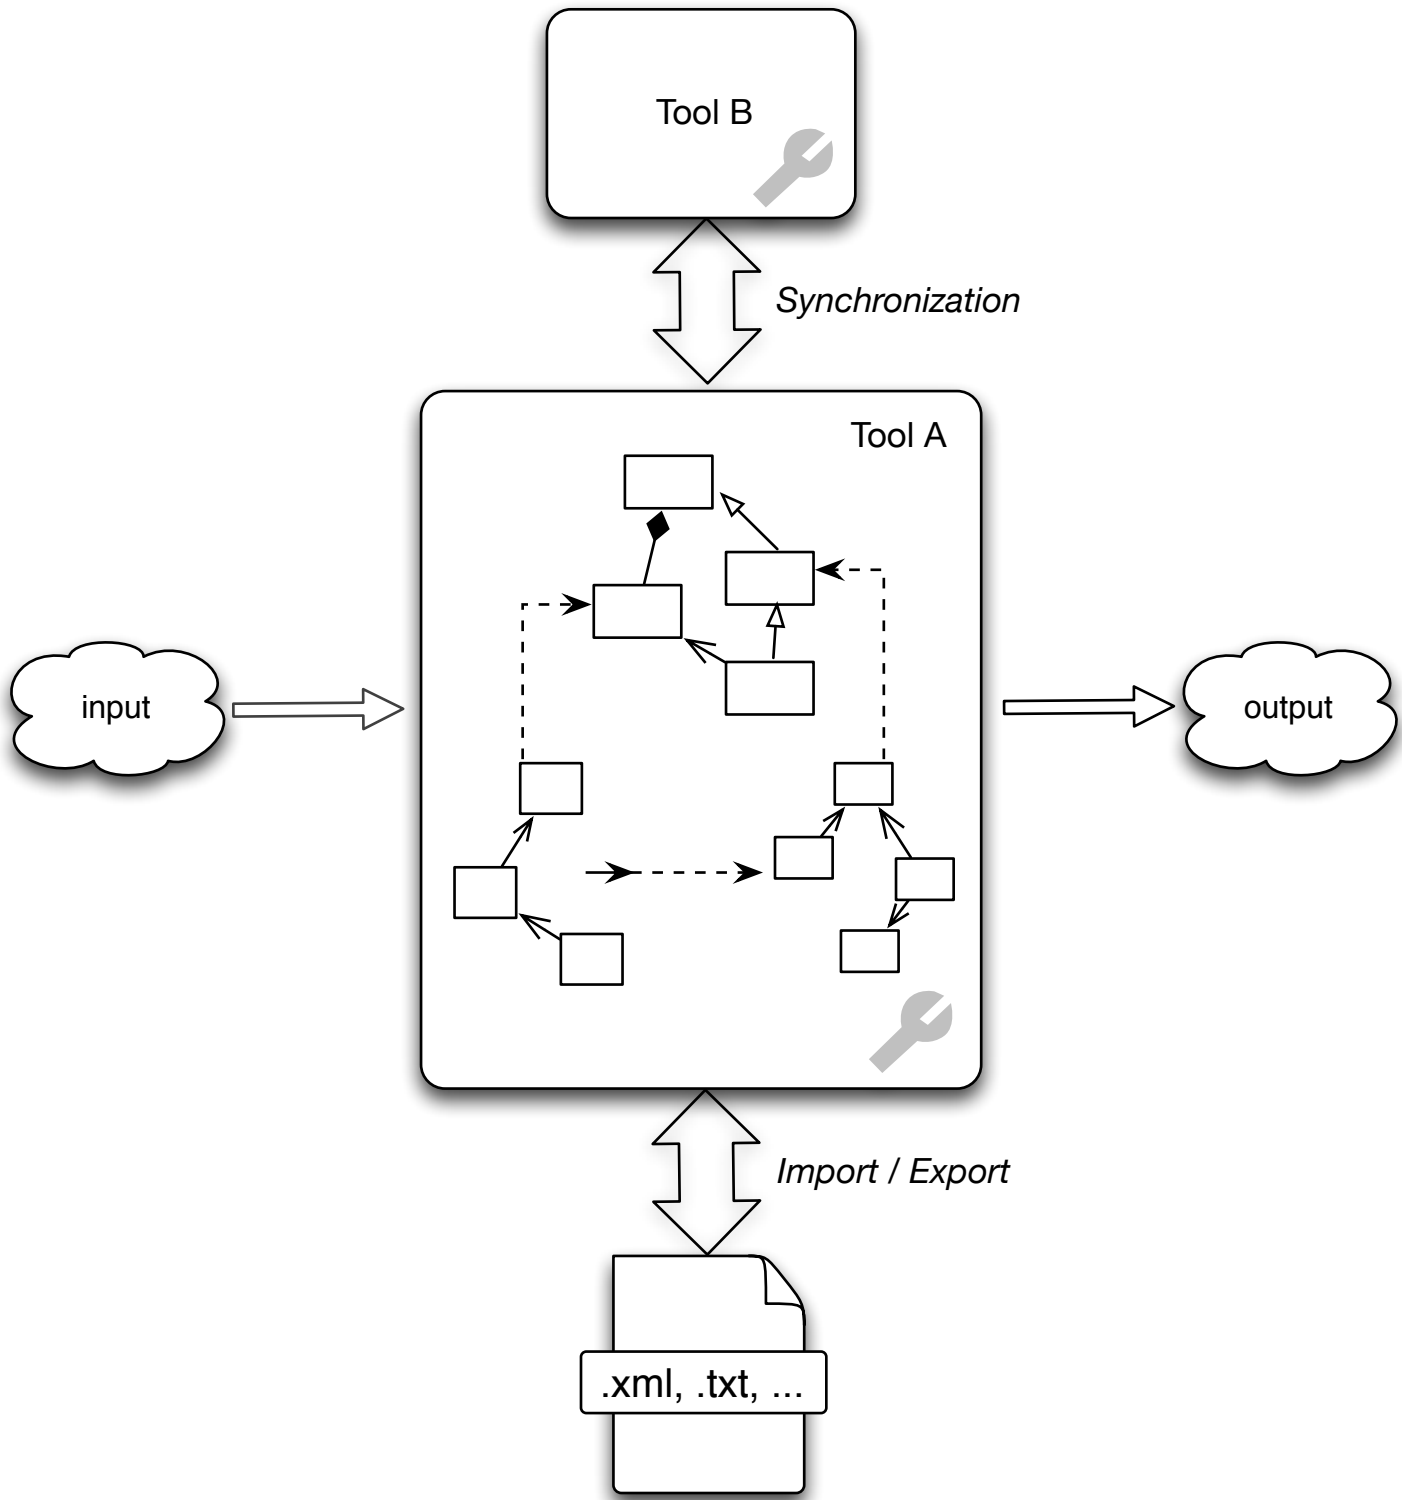 Tool B
Synchronization
Tool A
input
output
Import / Export
.xml, .txt, ...